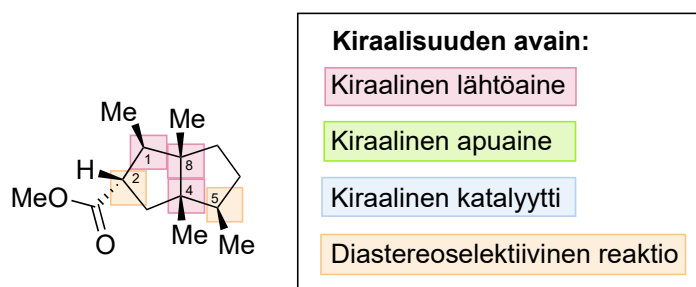 Kiraalisuuden avain:
Kiraalinen lähtöaine
Kiraalinen apuaine
Kiraalinen katalyytti
Diastereoselektiivinen reaktio
Me
Me
H
1
8
2
4
5
MeO
O
Me
Me